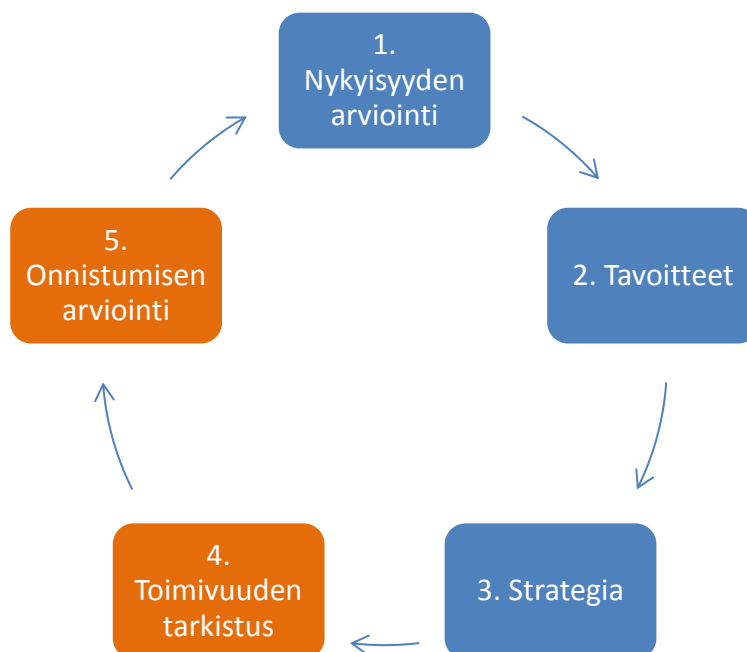 1.
Nykyisyyden
arviointi
2. Tavoitteet
3. Strategia
4.
Toimivuuden
tarkistus
5.
Onnistumisen
arviointi